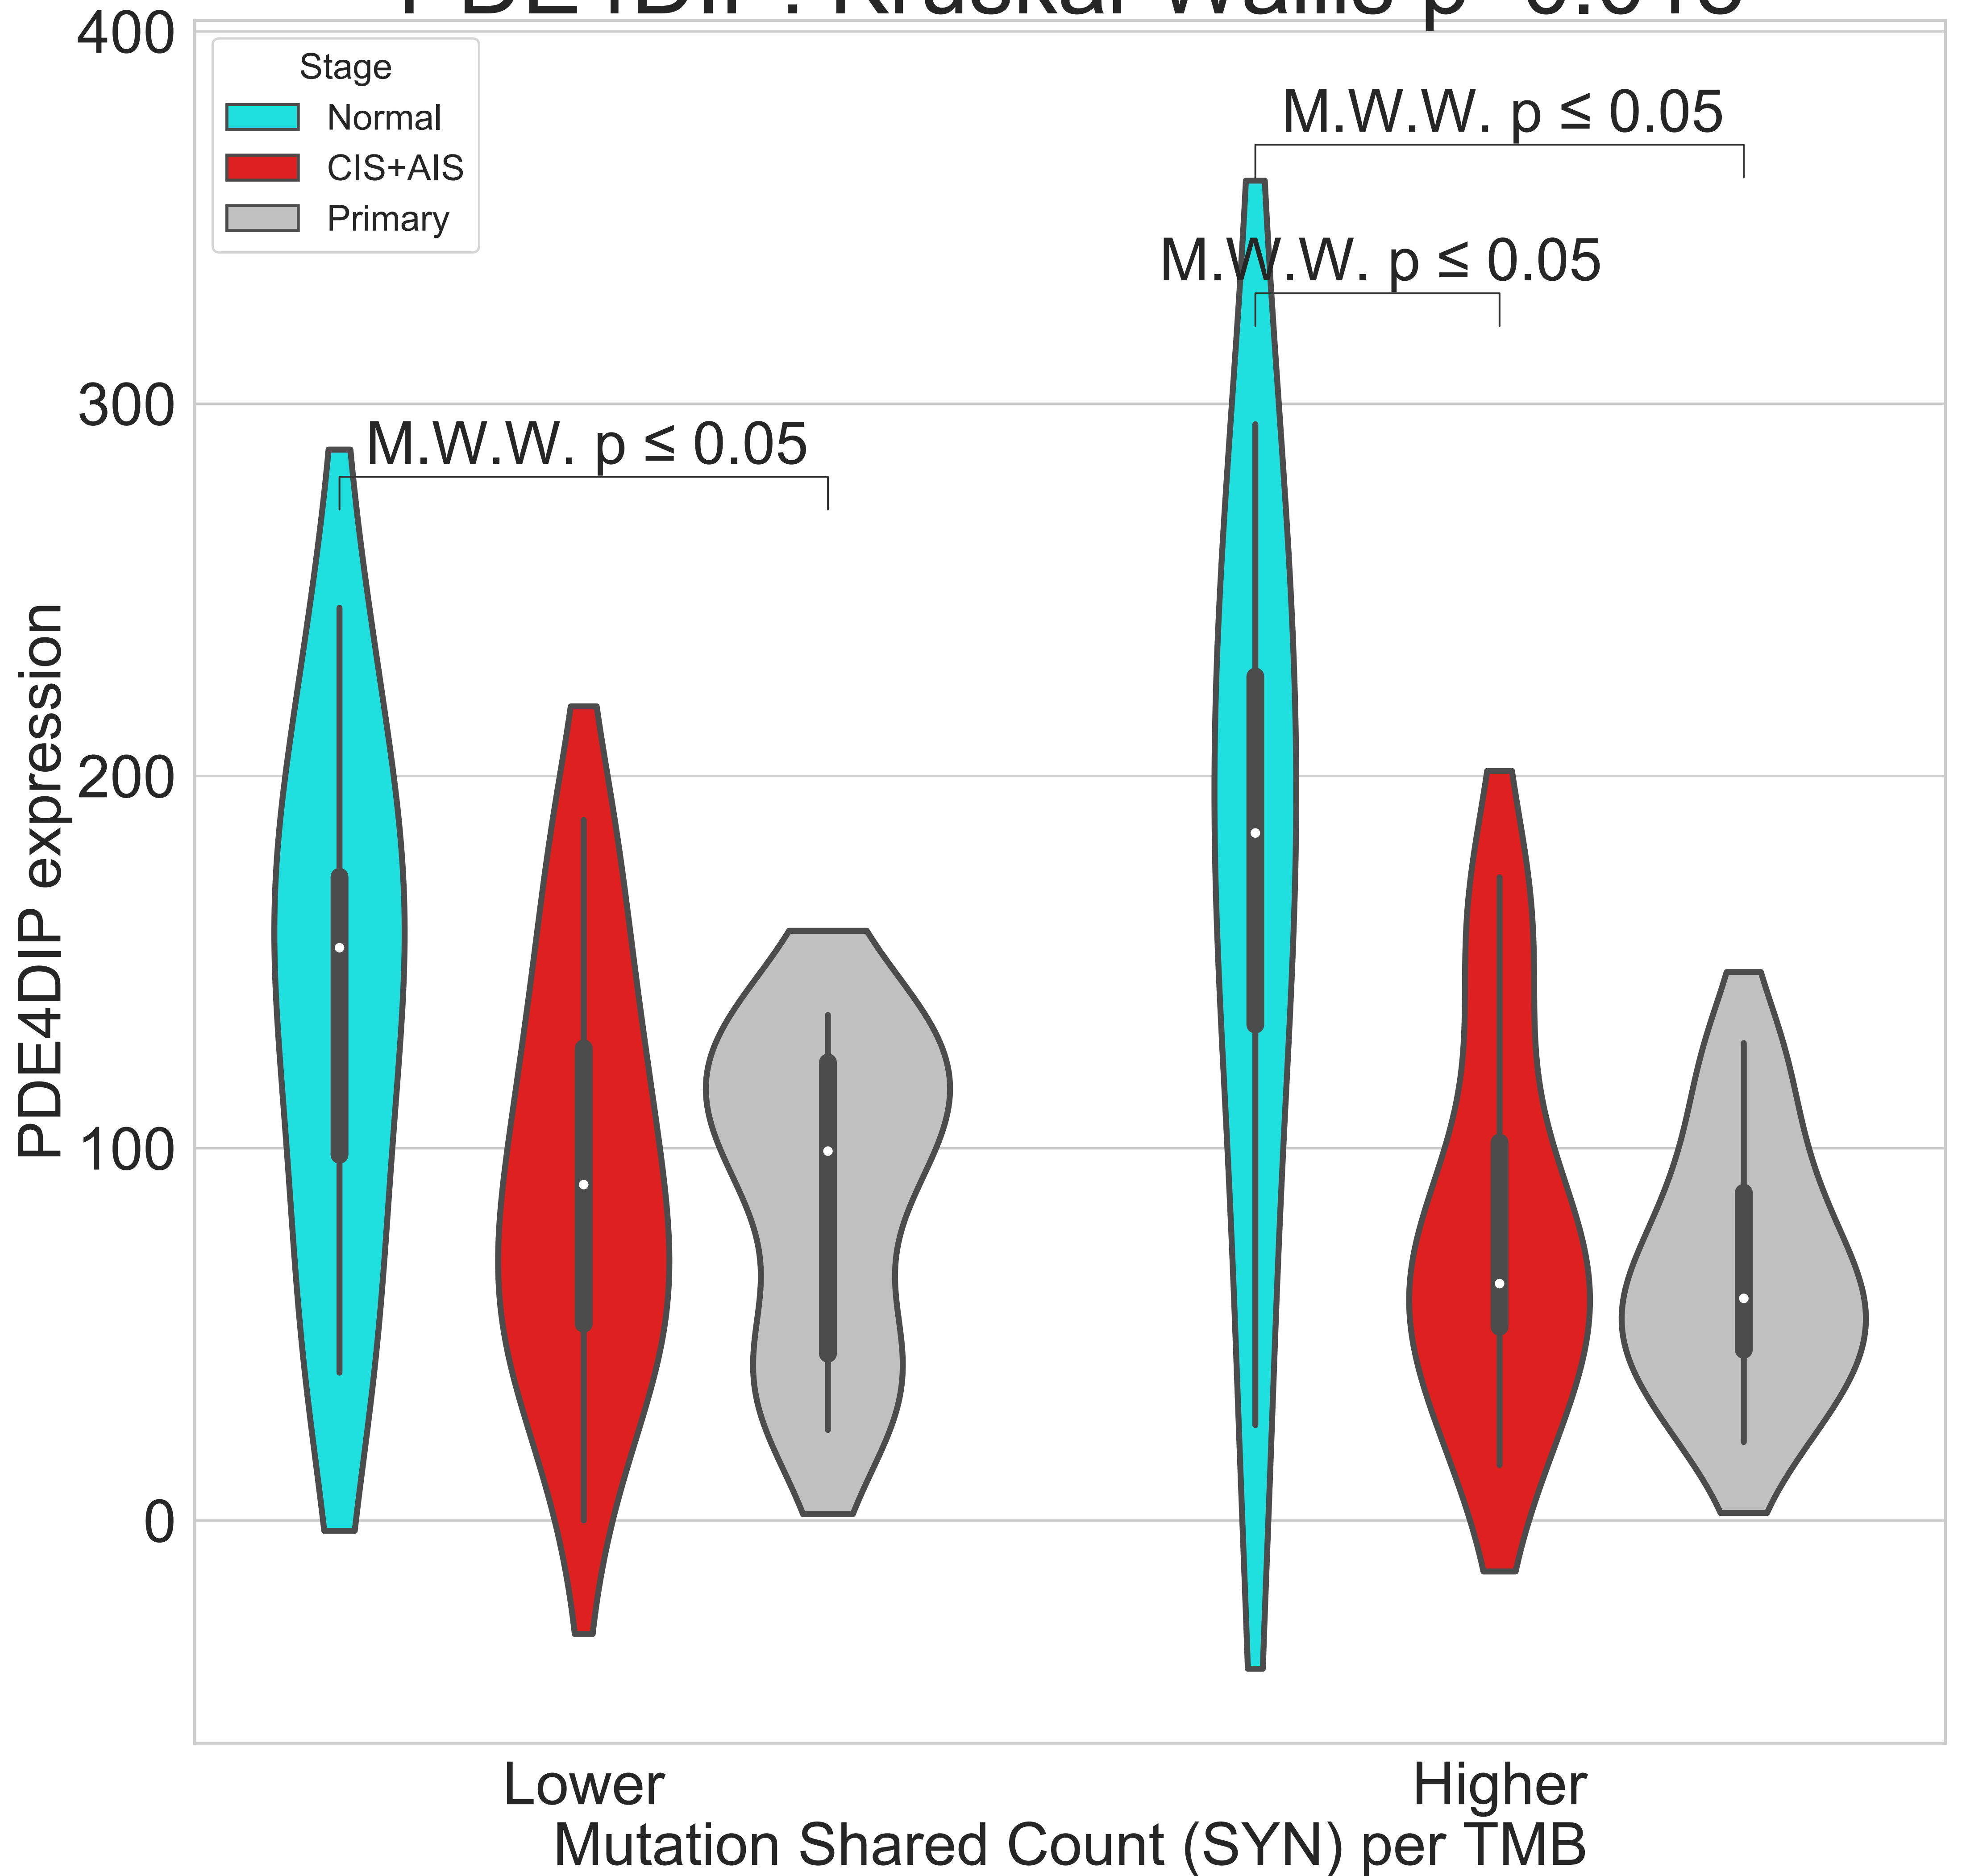 400
Stage
Normal
CIS+AIS
Primary
M.W.W. p ≤ 0.05
M.W.W. p ≤ 0.05
300
M.W.W. p ≤ 0.05
200
100
0
PDE4DIP expression
Lower
Higher
Mutation Shared Count (SYN) per TMB